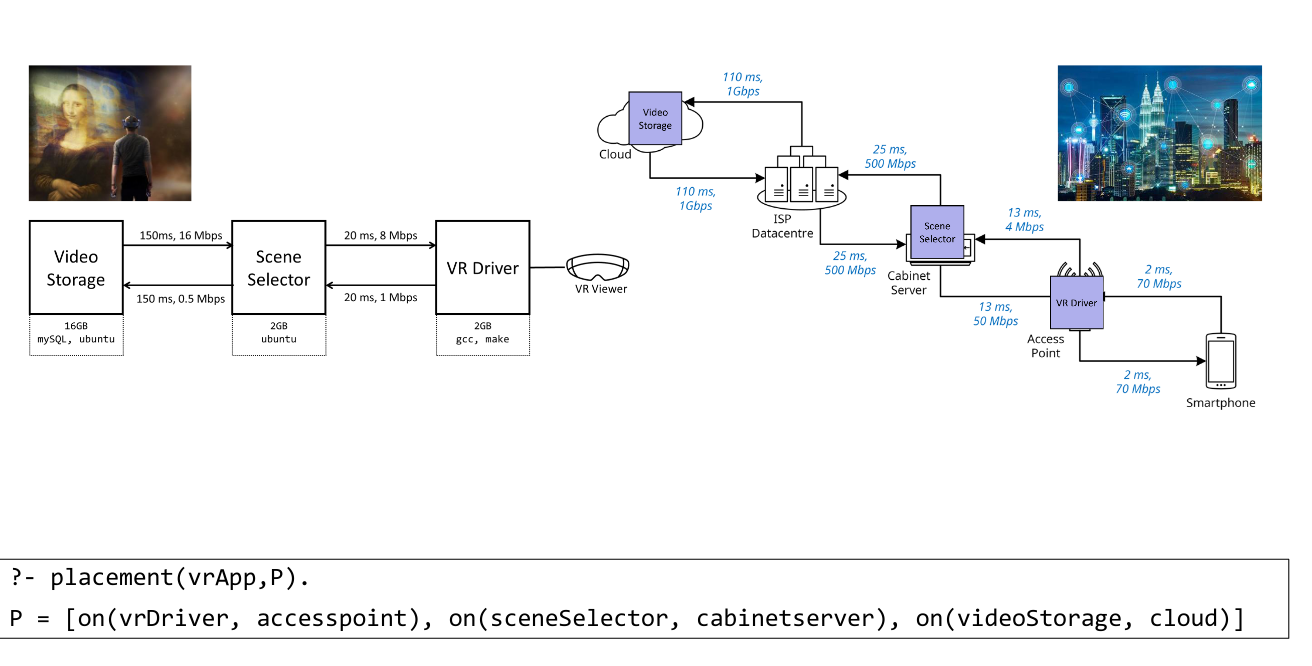 150ms, 16 Mbps
20 ms, 8 Mbps
Video
Storage
Scene
Selector
VR Driver
VR Viewer
150 ms, 0.5 Mbps
20 ms, 1 Mbps
16GB
mySQL, ubuntu
2GB
ubuntu
2GB
gcc, make
110 ms,
1Gbps
Video
Storage
Cloud
110 ms,
1Gbps
25 ms,
500 Mbps
ISP
Datacentre
25 ms,
500 Mbps
Scene
Selector
Cabinet
Server
13 ms,
4 Mbps
13 ms,
50 Mbps
VR Driver
Access
Point
2 ms,
70 Mbps
2 ms,
70 Mbps
Smartphone
?- placement(vrApp,P).
P = [on(vrDriver, accesspoint), on(sceneSelector, cabinetserver), on(videoStorage, cloud)]